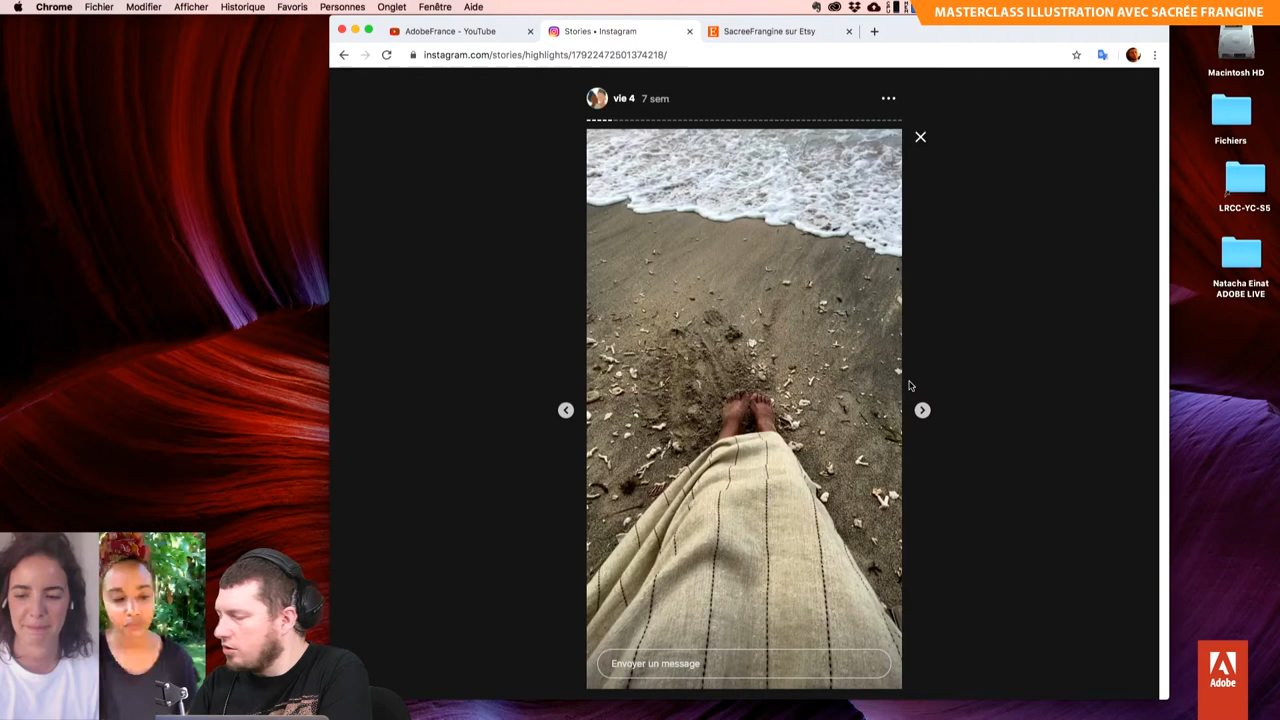 Chrome Fichier Modifier Afficher Historique Favoris Personnes Onglet Fenêtre Aide
MASTERCLASS ILLUSTRATION AVEC SACRÉE FRANGINE
AdobeFrance - YouTube
Stories • Instagram
SacreeFrangine sur Etsy
instagram.com/stories/highlights/17922472501374218/
Macintosh HD
Fichiers
LRCC-YC-S5
Natacha Einat
ADOBE LIVE
vie 4 7 sem
Envoyer un message
Adobe